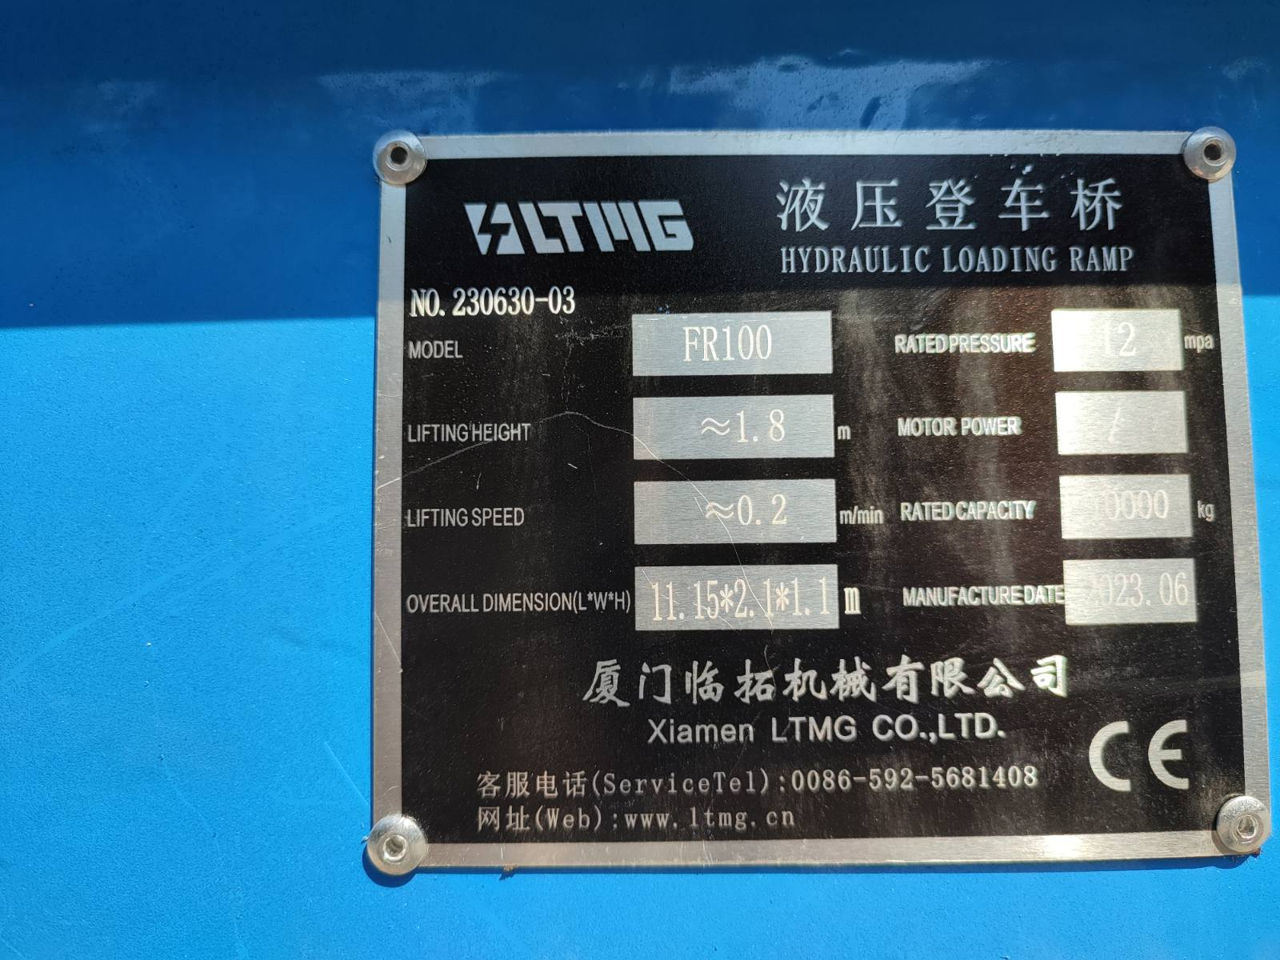 LTMG
液压登车桥
HYDRAULIC LOADING RAMP
NO. 230630-03
MODEL FR100
RATED PRESSURE 12 mpa
LIFTING HEIGHT ≈1.8 m
MOTOR POWER /
LIFTING SPEED ≈0.2 m/min
RATED CAPACITY 10000 kg
OVERALL DIMENSION(L*W*H) 11.15*2.1*1.1 m
MANUFACTURE DATE 2023.06
厦门临拓机械有限公司
Xiamen LTMG CO.,LTD.
CE
客服电话(ServiceTel):0086-592-5681408
网址(Web):www.ltmg.cn